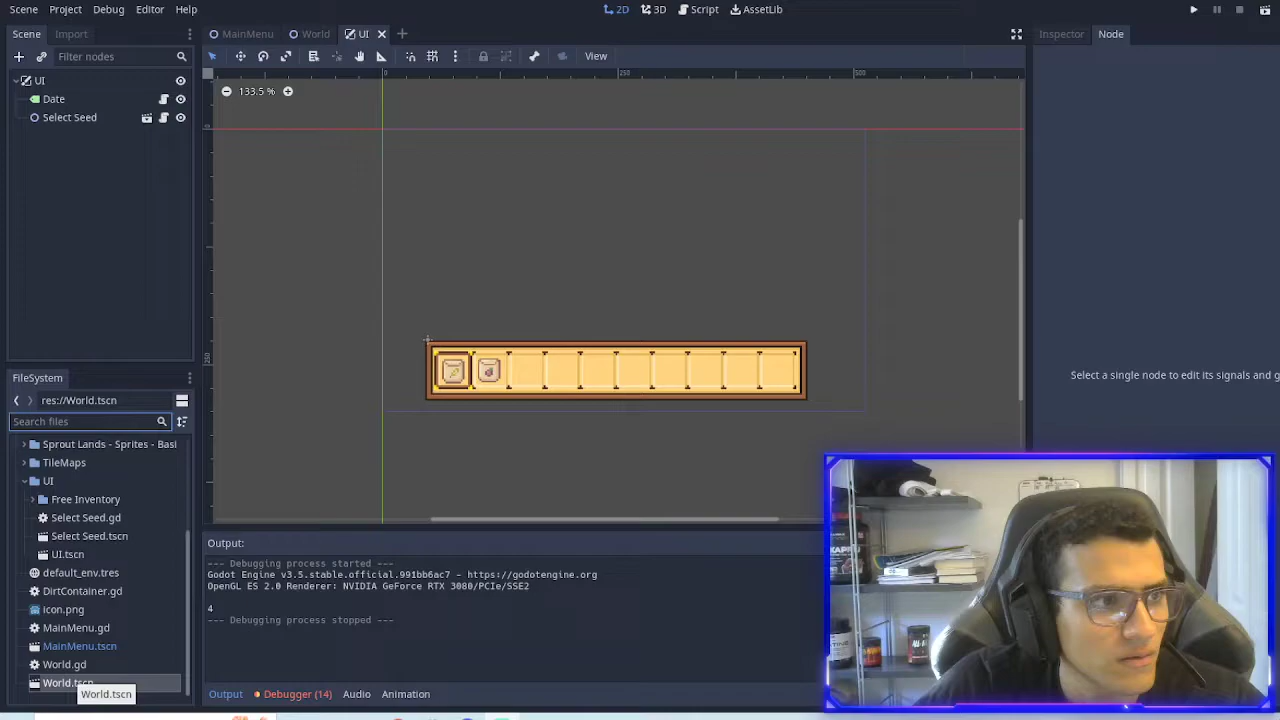 Scene Project Debug Editor Help
2D 3D Script AssetLib
Scene Import
MainMenu World UI
Inspector Node
Filter nodes
View
UI
Date
Select Seed
0 250 500
133.5 %
0
250
Select a single node to edit its signals and g
FileSystem
res://World.tscn
Search files
Sprout Lands - Sprites - Basi
TileMaps
UI
Free Inventory
Select Seed.gd
Select Seed.tscn
UI.tscn
default_env.tres
DirtContainer.gd
icon.png
MainMenu.gd
MainMenu.tscn
World.gd
World.tscn
World.tscn
Output:
--- Debugging process started ---
Godot Engine v3.5.stable.official.991bb6ac7 - https://godotengine.org
OpenGL ES 2.0 Renderer: NVIDIA GeForce RTX 3080/PCIe/SSE2
4
--- Debugging process stopped ---
Output Debugger (14) Audio Animation